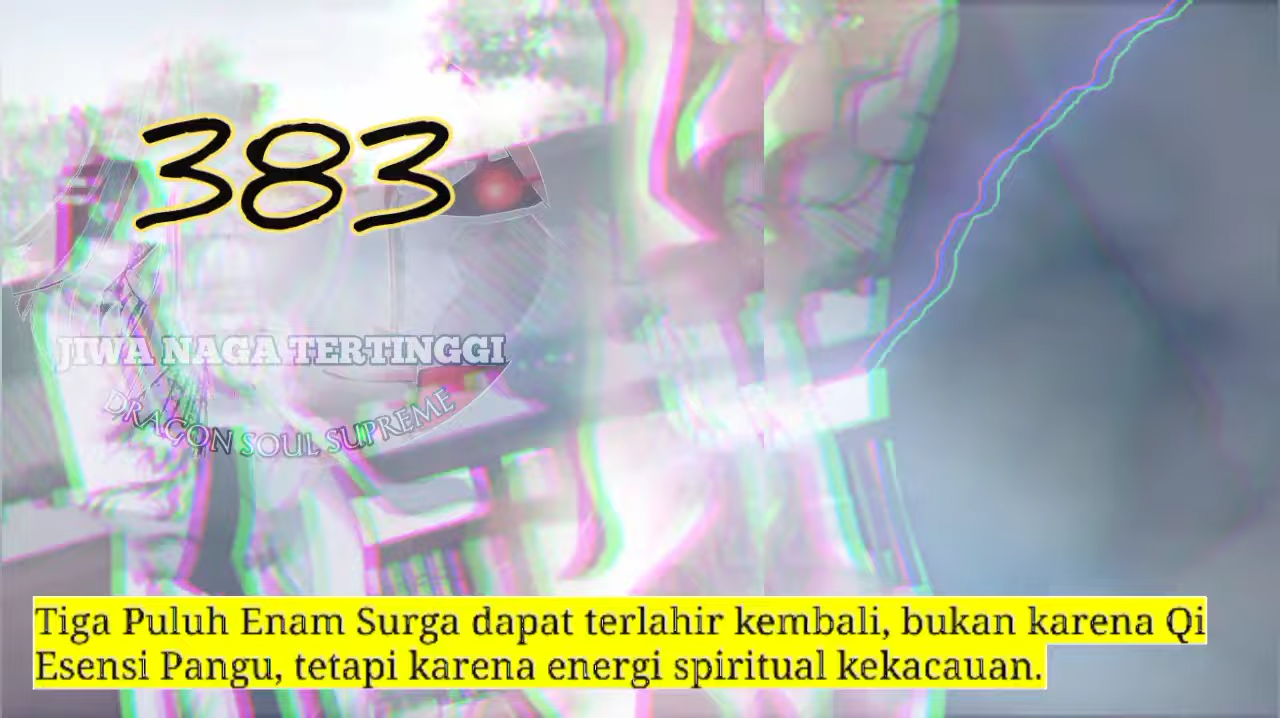 383
JIWA NAGA TERTINGGI
DRAGON SOUL SUPREME
Tiga Puluh Enam Surga dapat terlahir kembali, bukan karena Qi
Esensi Pangu, tetapi karena energi spiritual kekacauan.